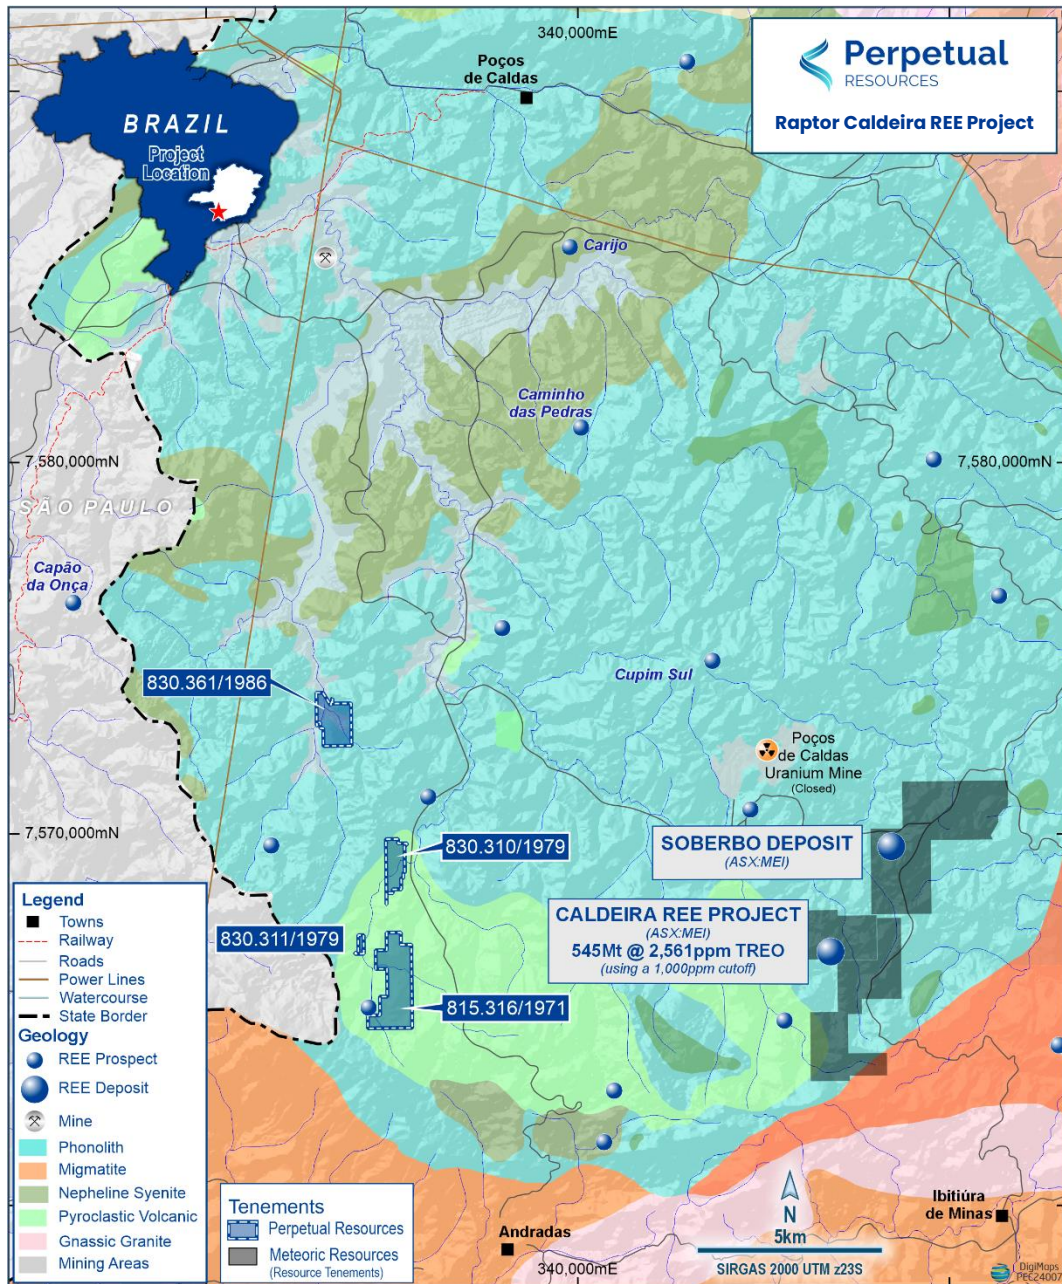 340,000mE
Poços
de Caldas
Perpetual
RESOURCES
Raptor Caldeira REE Project
BRAZIL
Project
Location
Carijo
Caminho
das Pedras
7,580,000mN
7,580,000mN
SÃO PAULO
Capão
da Onça
830.361/1986
Cupim Sul
Poços
de Caldas
Uranium Mine
(Closed)
7,570,000mN
830.310/1979
SOBERBO DEPOSIT
(ASX:MEI)
CALDEIRA REE PROJECT
(ASX:MEI)
545Mt @ 2,561ppm TREO
(using a 1,000ppm cutoff)
830.311/1979
815.316/1971
Legend
Towns
Railway
Roads
Power Lines
Watercourse
State Border
Geology
REE Prospect
REE Deposit
Mine
Phonolith
Migmatite
Nepheline Syenite
Pyroclastic Volcanic
Gnassic Granite
Mining Areas
Tenements
Perpetual Resources
Meteoric Resources
(Resource Tenements)
Andradas
Ibitiúra
de Minas
N
5km
340,000mE
SIRGAS 2000 UTM z23S
DigiMaps
PEC2400